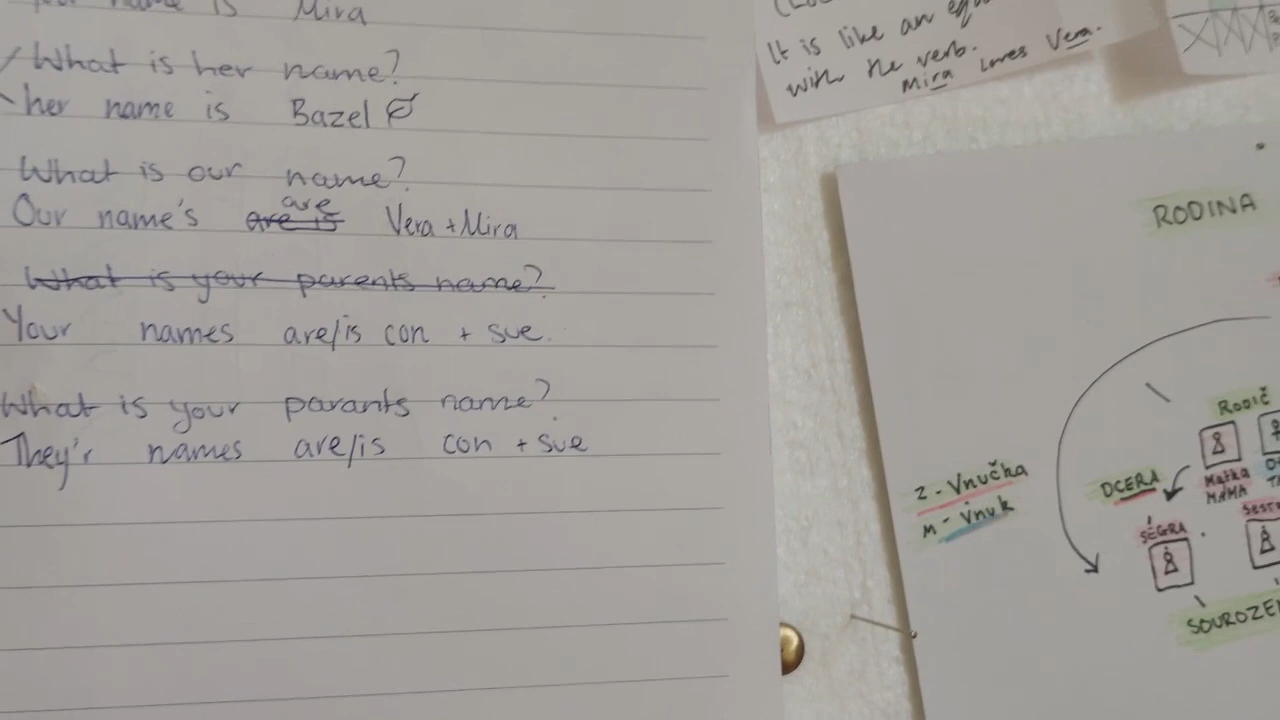 name is Mira
What is her name?
her name is Bazel
What is our name?
are
Our name's are is Vera + Mira
What is your parents name?
Your names are/is con + sue.
What is your parants name?
They'r names are/is con + sue
It is like an
with the verb.
Mira loves Vera.
RODINA
RODIČ
MATKA
MAMA
DCERA
Z - Vnučka
M - Vnuk
SÉGRA